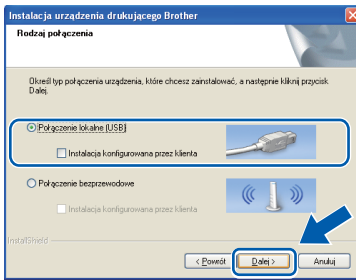 Instalacja urządzenia drukującego Brother
Rodzaj połączenia
Określ typ połączenia urządzenia, które chcesz zainstalować, a następnie kliknij przycisk
Dalej.
Połączenie lokalne (USB)
Instalacja konfigurowana przez klienta
Połączenie bezprzewodowe
Instalacja konfigurowana przez klienta
InstallShield
< Powrót
Dalej >
Anuluj